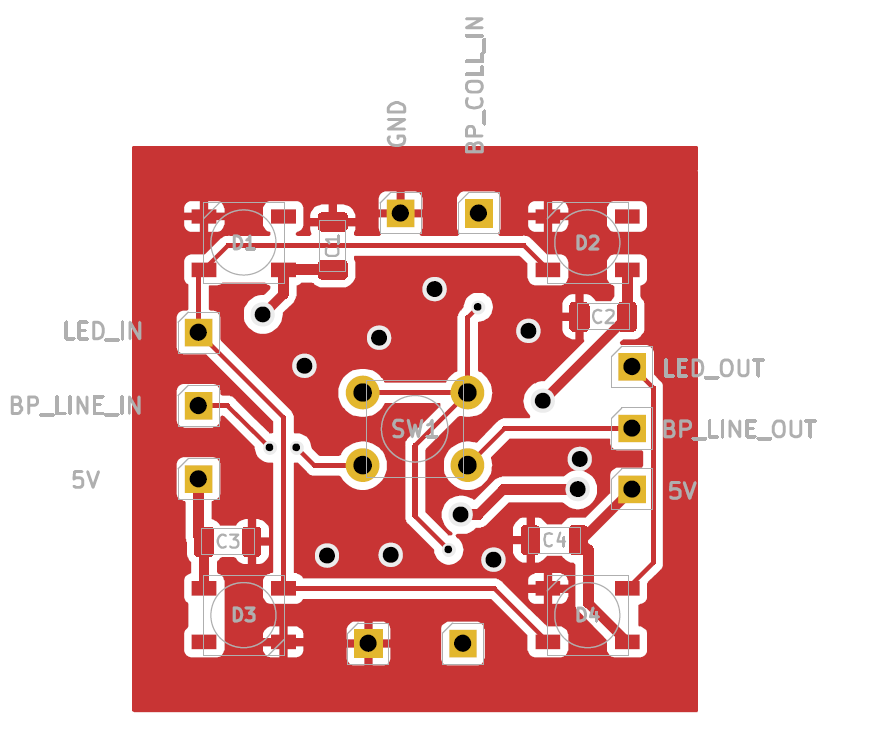 BP_COLL_IN
GND
D1
C1
D2
LED_IN
C2
LED_OUT
BP_LINE_IN
SW1
BP_LINE_OUT
5V
5V
C3
C4
D3
D4